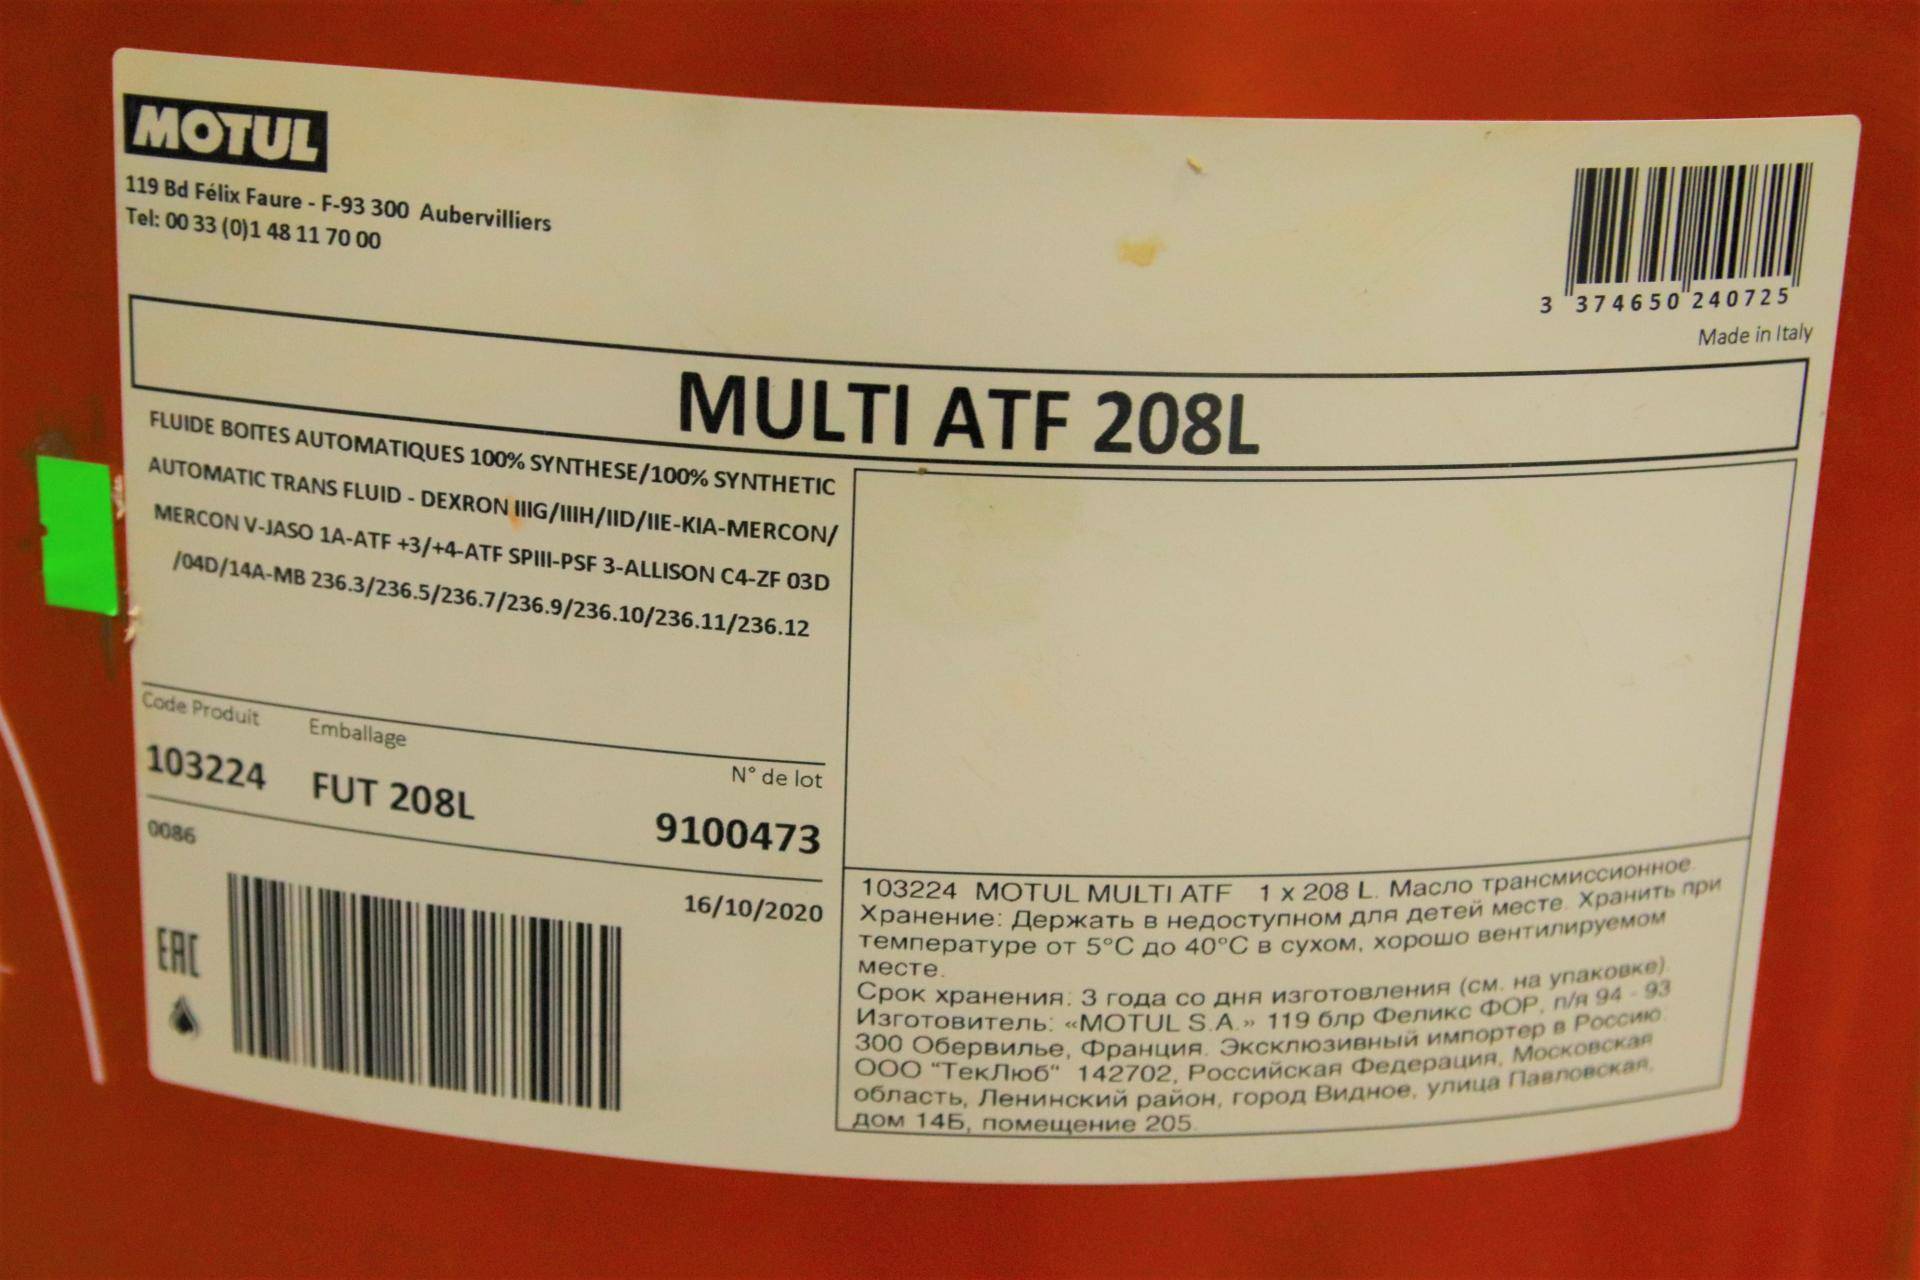 MOTUL
119 Bd Félix Faure - F-93 300 Aubervilliers
Tel: 00 33 (0)1 48 11 70 00
3 374650 240725
Made in Italy
MULTI ATF 208L
FLUIDE BOITES AUTOMATIQUES 100% SYNTHESE/100% SYNTHETIC
AUTOMATIC TRANS FLUID - DEXRON IIIG/IIIH/IID/IIE-KIA-MERCON/
MERCON V-JASO 1A-ATF +3/+4-ATF SPIII-PSF 3-ALLISON C4-ZF 03D
/04D/14A-MB 236.3/236.5/236.7/236.9/236.10/236.11/236.12
Code Produit Emballage N° de lot
103224 FUT 208L 9100473
0086
16/10/2020
EAC
103224 MOTUL MULTI ATF 1 x 208 L. Масло трансмиссионное.
Хранение: Держать в недоступном для детей месте. Хранить при
температуре от 5°C до 40°C в сухом, хорошо вентилируемом
месте.
Срок хранения: 3 года со дня изготовления (см. на упаковке).
Изготовитель: «MOTUL S.A.» 119 блр Феликс ФОР, п/я 94 - 93
300 Обервилье, Франция. Эксклюзивный импортер в Россию:
ООО "ТекЛюб" 142702, Российская Федерация, Московская
область, Ленинский район, город Видное, улица Павловская,
дом 14Б, помещение 205.